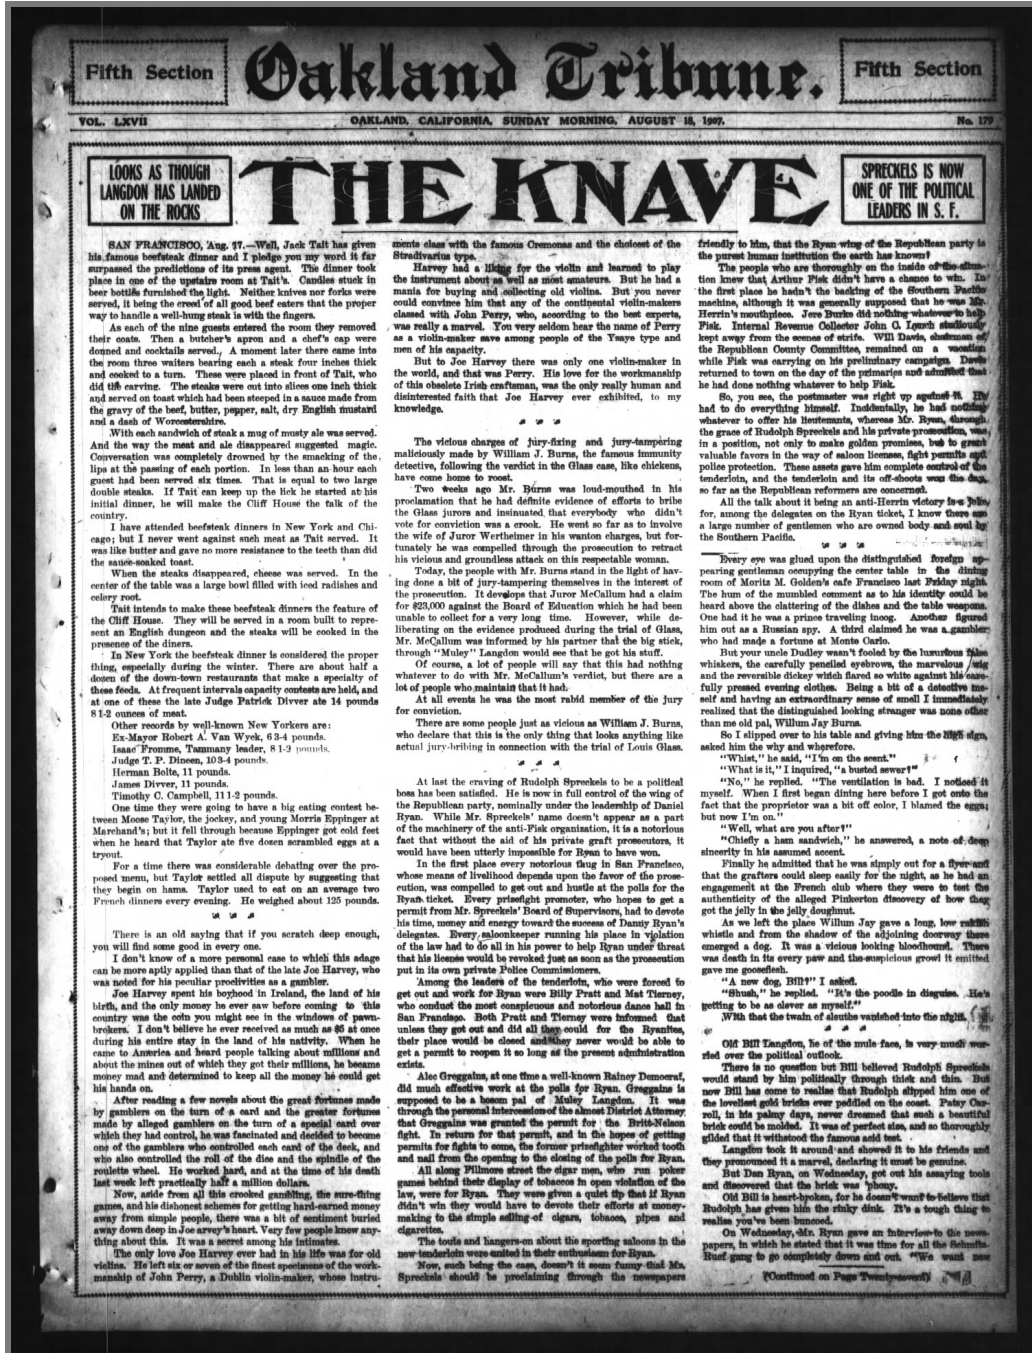 Fifth Section
Oakland Tribune.
Fifth Section
VOL. LXVII
OAKLAND, CALIFORNIA, SUNDAY MORNING, AUGUST 18, 1907.
No. 179
LOOKS AS THOUGH
LANGDON HAS LANDED
ON THE ROCKS
THE KNAVE
SPRECKELS IS NOW
ONE OF THE POLITICAL
LEADERS IN S. F.
SAN FRANCISCO, Aug. 17.—Well, Jack Tait has given
his famous beefsteak dinner and I pledge you my word it far
surpassed the predictions of its press agent. The dinner took
place in one of the upstairs room at Tait's. Candles stuck in
beer bottles furnished the light. Neither knives nor forks were
served, it being the creed of all good beef eaters that the proper
way to handle a well-hung steak is with the fingers.
As each of the nine guests entered the room they removed
their coats. Then a butcher's apron and a chef's cap were
donned and cocktails served. A moment later there came into
the room three waiters bearing each a steak four inches thick
and cooked to a turn. These were placed in front of Tait, who
did the carving. The steaks were cut into slices one inch thick
and served on toast which had been steeped in a sauce made from
the gravy of the beef, butter, pepper, salt, dry English mustard
and a dash of Worcestershire.
With each sandwich of steak a mug of musty ale was served.
And the way the meat and ale disappeared suggested magic.
Conversation was completely drowned by the smacking of the
lips at the passing of each portion. In less than an hour each
guest had been served six times. That is equal to two large
double steaks. If Tait can keep up the lick he started at his
initial dinner, he will make the Cliff House the talk of the
country.
I have attended beefsteak dinners in New York and Chi-
cago; but I never went against such meat as Tait served. It
was like butter and gave no more resistance to the teeth than did
the sauce-soaked toast.
When the steaks disappeared, cheese was served. In the
center of the table was a large bowl filled with iced radishes and
celery root.
Tait intends to make these beefsteak dinners the feature of
the Cliff House. They will be served in a room built to repre-
sent an English dungeon and the steaks will be cooked in the
presence of the diners.
In New York the beefsteak dinner is considered the proper
thing, especially during the winter. There are about half a
dozen of the down-town restaurants that make a specialty of
these feeds. At frequent intervals capacity contests are held, and
at one of these the late Judge Patrick Divver ate 14 pounds
8 1-2 ounces of meat.
Other records by well-known New Yorkers are:
Ex-Mayor Robert A. Van Wyck, 6 3-4 pounds.
Isaac Fromme, Tammany leader, 8 1-2 pounds.
Judge T. P. Dineen, 10 3-4 pounds.
Herman Bolte, 11 pounds.
James Divver, 11 pounds.
Timothy C. Campbell, 11 1-2 pounds.
One time they were going to have a big eating contest be-
tween Moose Taylor, the jockey, and young Morris Eppinger at
Marchand's; but it fell through because Eppinger got cold feet
when he heard that Taylor ate five dozen scrambled eggs at a
tryout.
For a time there was considerable debating over the pro-
posed menu, but Taylor settled all dispute by suggesting that
they begin on hams. Taylor used to eat on an average two
French dinners every evening. He weighed about 125 pounds.
There is an old saying that if you scratch deep enough,
you will find some good in every one.
I don't know of a more personal case to which this adage
can be more aptly applied than that of the late Joe Harvey, who
was noted for his peculiar proclivities as a gambler.
Joe Harvey spent his boyhood in Ireland, the land of his
birth, and the only money he ever saw before coming to this
country was the coin you might see in the windows of pawn-
brokers. I don't believe he ever received as much as $5 at once
during his entire stay in the land of his nativity. When he
came to America and heard people talking about millions and
about the mines out of which they got their millions, he became
money mad and determined to keep all the money he could get
his hands on.
After reading a few novels about the great fortunes made
by gamblers on the turn of a card and the greater fortunes
made by alleged gamblers on the turn of a special card over
which they had control, he was fascinated and decided to become
one of the gamblers who controlled each card of the deck, and
who also controlled the roll of the dice and the spindle of the
roulette wheel. He worked hard, and at the time of his death
last week left practically half a million dollars.
Now, aside from all this crooked gambling, the sure-thing
games, and his dishonest schemes for getting hard-earned money
away from simple people, there was a bit of sentiment buried
away down deep in Joe arvey's heart. Very few people knew any-
thing about this. It was a secret among his intimates.
The only love Joe Harvey ever had in his life was for old
violins. He left six or seven of the finest specimens of the work-
manship of John Perry, a Dublin violin-maker, whose instru-
ments class with the famous Cremonas and the choicest of the
Stradivarius type.
Harvey had a liking for the violin and learned to play
the instrument about as well as most amateurs. But he had a
mania for buying and collecting old violins. But you never
could convince him that any of the continental violin-makers
classed with John Perry, who, according to the best experts,
was really a marvel. You very seldom hear the name of Perry
as a violin-maker save among people of the Ysaye type and
men of his capacity.
But to Joe Harvey there was only one violin-maker in
the world, and that was Perry. His love for the workmanship
of this obsolete Irish craftsman, was the only really human and
disinterested faith that Joe Harvey ever exhibited, to my
knowledge.
The vicious charges of jury-fixing and jury-tampering
maliciously made by William J. Burns, the famous immunity
detective, following the verdict in the Glass case, like chickens,
have come home to roost.
Two weeks ago Mr. Burns was loud-mouthed in his
proclamation that he had definite evidence of efforts to bribe
the Glass jurors and insinuated that everybody who didn't
vote for conviction was a crook. He went so far as to involve
the wife of Juror Wertheimer in his wanton charges, but for-
tunately he was compelled through the prosecution to retract
his vicious and groundless attack on this respectable woman.
Today, the people with Mr. Burns stand in the light of hav-
ing done a bit of jury-tampering themselves in the interest of
the prosecution. It develops that Juror McCallum had a claim
for $23,000 against the Board of Education which he had been
unable to collect for a very long time. However, while de-
liberating on the evidence produced during the trial of Glass,
Mr. McCallum was informed by his partner that the big stick,
through "Muley" Langdon would see that he got his stuff.
Of course, a lot of people will say that this had nothing
whatever to do with Mr. McCallum's verdict, but there are a
lot of people who maintain that it had.
At all events he was the most rabid member of the jury
for conviction.
There are some people just as vicious as William J. Burns,
who declare that this is the only thing that looks anything like
actual jury-bribing in connection with the trial of Louis Glass.
At last the craving of Rudolph Spreckels to be a political
boss has been satisfied. He is now in full control of the wing of
the Republican party, nominally under the leadership of Daniel
Ryan. While Mr. Spreckels' name doesn't appear as a part
of the machinery of the anti-Fisk organization, it is a notorious
fact that without the aid of his private graft prosecutors, it
would have been utterly impossible for Ryan to have won.
In the first place every notorious thug in San Francisco,
whose means of livelihood depends upon the favor of the prose-
cution, was compelled to get out and hustle at the polls for the
Ryan ticket. Every prizefight promoter, who hopes to get a
permit from Mr. Spreckels' Board of Supervisors, had to devote
his time, money and energy toward the success of Danny Ryan's
delegates. Every saloonkeeper running his place in violation
of the law had to do all in his power to help Ryan under threat
that his license would be revoked just as soon as the prosecution
put in its own private Police Commissioners.
Among the leaders of the tenderloin, who were forced to
get out and work for Ryan were Billy Pratt and Mat Tierney,
who conduct the most conspicuous and notorious dance hall in
San Francisco. Both Pratt and Tierney were informed that
unless they got out and did all they could for the Ryanites,
their place would be closed and they never would be able to
get a permit to reopen it so long as the present administration
exists.
Alec Greggains, at one time a well-known Rainey Democrat,
did much effective work at the polls for Ryan. Greggains is
supposed to be a bosom pal of Muley Langdon. It was
through the personal intercession of the almost District Attorney
that Greggains was granted the permit for the Britt-Nelson
fight. In return for that permit, and in the hopes of getting
permits for fights to come, the former prizefighter worked tooth
and nail from the opening to the closing of the polls for Ryan.
All along Fillmore street the cigar men, who run poker
games behind their display of tobaccos in open violation of the
law, were for Ryan. They were given a quiet tip that if Ryan
didn't win they would have to devote their efforts at money-
making to the simple selling of cigars, tobacco, pipes and
cigarettes.
The touts and hangers-on about the sporting saloons in the
new tenderloin were united in their enthusiasm for Ryan.
Now, such being the case, doesn't it seem funny that Mr.
Spreckels should be proclaiming through the newspapers
friendly to him, that the Ryan wing of the Republican party is
the purest human institution the earth has known?
The people who are thoroughly on the inside of the situa-
tion knew that Arthur Fisk didn't have a chance to win. In
the first place he hadn't the backing of the Southern Pacific
machine, although it was generally supposed that he was Mr.
Herrin's mouthpiece. Jere Burke did nothing whatever to help
Fisk. Internal Revenue Collector John C. Lynch studiously
kept away from the scenes of strife. Will Davis, chairman of
the Republican County Committee, remained on a vacation
while Fisk was carrying on his preliminary campaign. Davis
returned to town on the day of the primaries and admitted that
he had done nothing whatever to help Fisk.
So, you see, the postmaster was right up against it. He
had to do everything himself. Incidentally, he had nothing
whatever to offer his lieutenants, whereas Mr. Ryan, through
the grace of Rudolph Spreckels and his private prosecution, was
in a position, not only to make golden promises, but to grant
valuable favors in the way of saloon licenses, fight permits and
police protection. These assets gave him complete control of the
tenderloin, and the tenderloin and its off-shoots won the day,
so far as the Republican reformers are concerned.
All the talk about it being an anti-Herrin victory is a joke,
for, among the delegates on the Ryan ticket, I know there are
a large number of gentlemen who are owned body and soul by
the Southern Pacific.
Every eye was glued upon the distinguished foreign ap-
pearing gentleman occupying the center table in the dining
room of Moritz M. Golden's cafe Francisco last Friday night.
The hum of the mumbled comment as to his identity could be
heard above the clattering of the dishes and the table weapons.
One had it he was a prince traveling incog. Another figured
him out as a Russian spy. A third claimed he was a gambler
who had made a fortune at Monte Carlo.
But your uncle Dudley wasn't fooled by the luxurious false
whiskers, the carefully penciled eyebrows, the marvelous wig
and the reversible dickey which flared so white against his care-
fully pressed evening clothes. Being a bit of a detective me-
self and having an extraordinary sense of smell I immediately
realized that the distinguished looking stranger was none other
than me old pal, Willum Jay Burns.
So I slipped over to his table and giving him the high sign,
asked him the why and wherefore.
"Whist," he said, "I'm on the scent."
"What is it," I inquired, "a busted sewer?"
"No," he replied. "The ventilation is bad. I noticed it
myself. When I first began dining here before I got onto the
fact that the proprietor was a bit off color, I blamed the eggs;
but now I'm on."
"Well, what are you after?"
"Chiefly a ham sandwich," he answered, a note of deep
sincerity in his assumed accent.
Finally he admitted that he was simply out for a flyer and
that the grafters could sleep easily for the night, as he had an
engagement at the French club where they were to test the
authenticity of the alleged Pinkerton discovery of how they
got the jelly in the jelly doughnut.
As we left the place Willum Jay gave a long, low rakish
whistle and from the shadow of the adjoining doorway there
emerged a dog. It was a vicious looking bloodhound. There
was death in its every paw and the suspicious growl it emitted
gave me gooseflesh.
"A new dog, Bill?" I asked.
"Shush," he replied. "It's the poodle in disguise. He's
getting to be as clever as myself."
With that the twain of sleuths vanished into the night.
Old Bill Langdon, he of the mule face, is very much wor-
ried over the political outlook.
There is no question but Bill believed Rudolph Spreckels
would stand by him politically through thick and thin. But
now Bill has come to realize that Rudolph slipped him one of
the loveliest gold bricks ever peddled on the coast. Patsy Car-
roll, in his palmy days, never dreamed that such a beautiful
brick could be molded. It was of perfect size, and so thoroughly
gilded that it withstood the famous acid test.
Langdon took it around and showed it to his friends and
they pronounced it a marvel, declaring it must be genuine.
But Dan Ryan, on Wednesday, got out his assaying tools
and discovered that the brick was 'phony.
Old Bill is heart-broken, for he doesn't want to believe that
Rudolph has given him the rinky dink. It's a tough thing to
realise you've been buncoed.
On Wednesday, Mr. Ryan gave an interview to the news-
papers, in which he stated that it was time for all the Schmitz-
Ruef gang to go completely down and out. "We want new
(Continued on Page Twenty-seven)